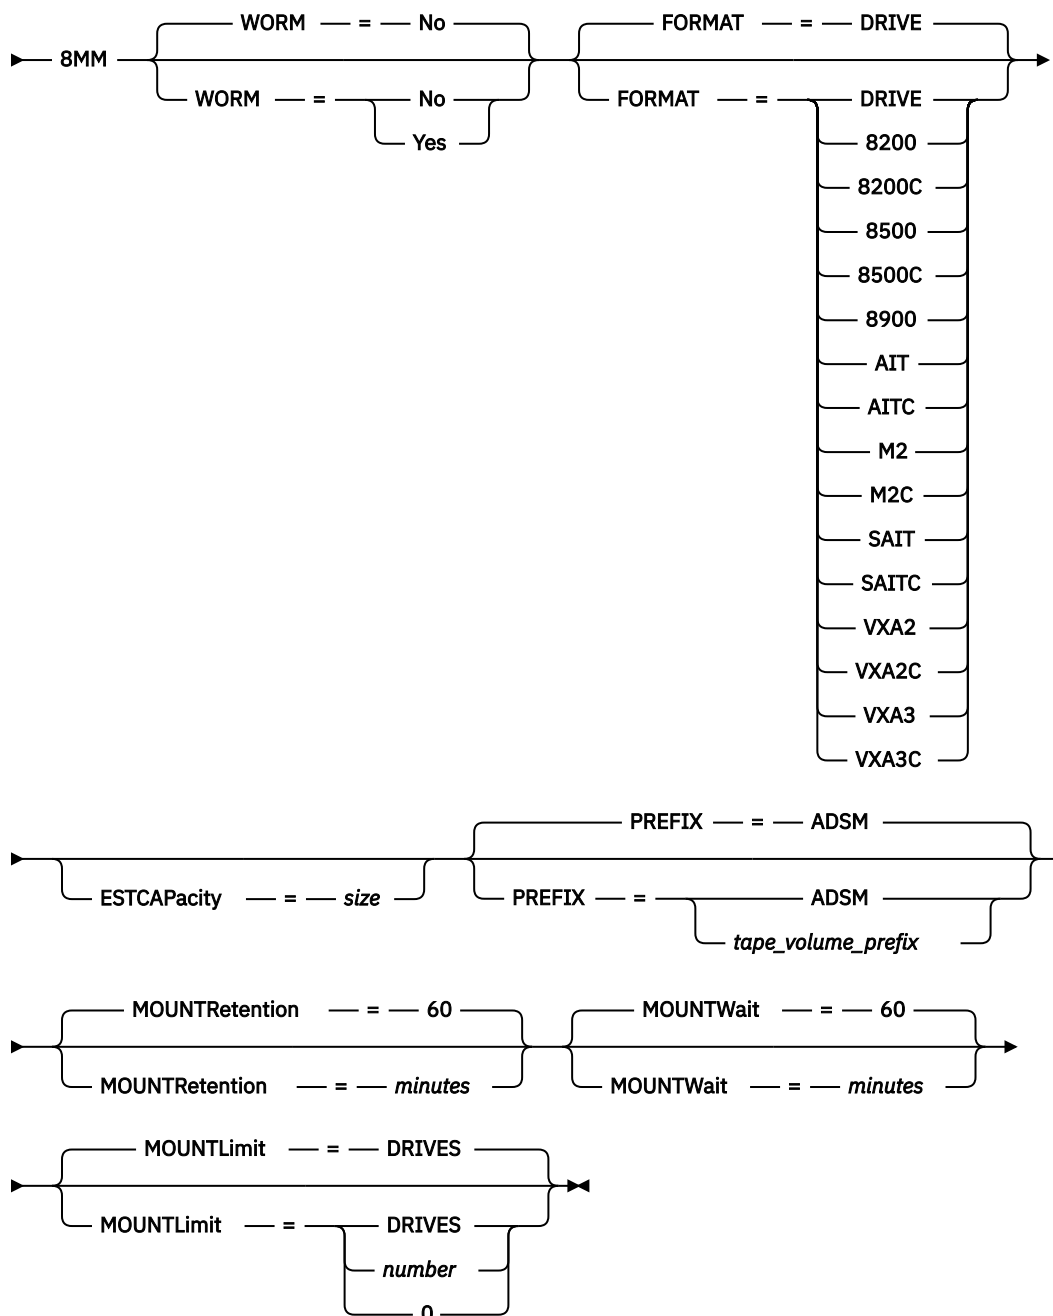 WORM = No FORMAT = DRIVE
8MM
WORM = No FORMAT = DRIVE
Yes 8200
8200C
8500
8500C
8900
AIT
AITC
M2
M2C
SAIT
SAITC
VXA2
VXA2C
VXA3
VXA3C
PREFIX = ADSM
ESTCAPacity = size PREFIX = ADSM
tape_volume_prefix
MOUNTRetention = 60 MOUNTWait = 60
MOUNTRetention = minutes MOUNTWait = minutes
MOUNTLimit = DRIVES
MOUNTLimit = DRIVES
number
0